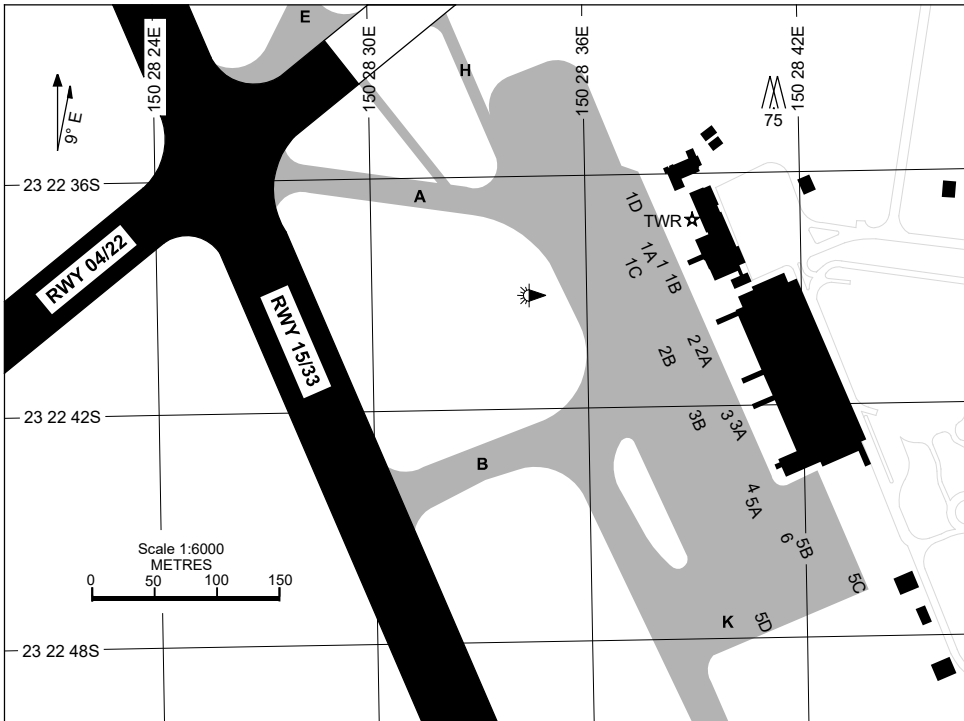 E
150 28 24E
150 28 30E
150 28 36E
150 28 42E
H
9° E
75
23 22 36S
A
1D
TWR
1A
1
1C
1B
RWY 04/22
RWY 15/33
2
2A
2B
23 22 42S
3B
3
3A
B
4
5A
6
5B
Scale 1:6000
METRES
0 50 100 150
5C
K
5D
23 22 48S